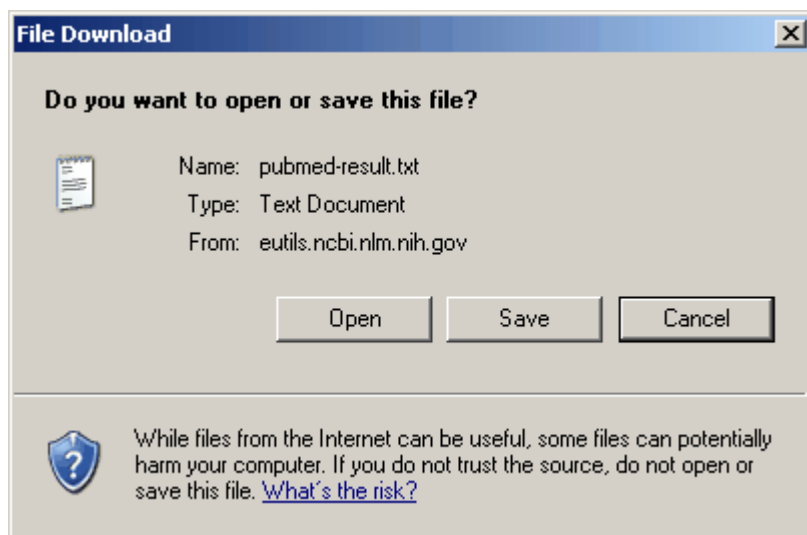 File Download
Do you want to open or save this file?
Name: pubmed-result.txt
Type: Text Document
From: eutils.ncbi.nlm.nih.gov
Open Save Cancel
While files from the Internet can be useful, some files can potentially
harm your computer. If you do not trust the source, do not open or
save this file. What's the risk?